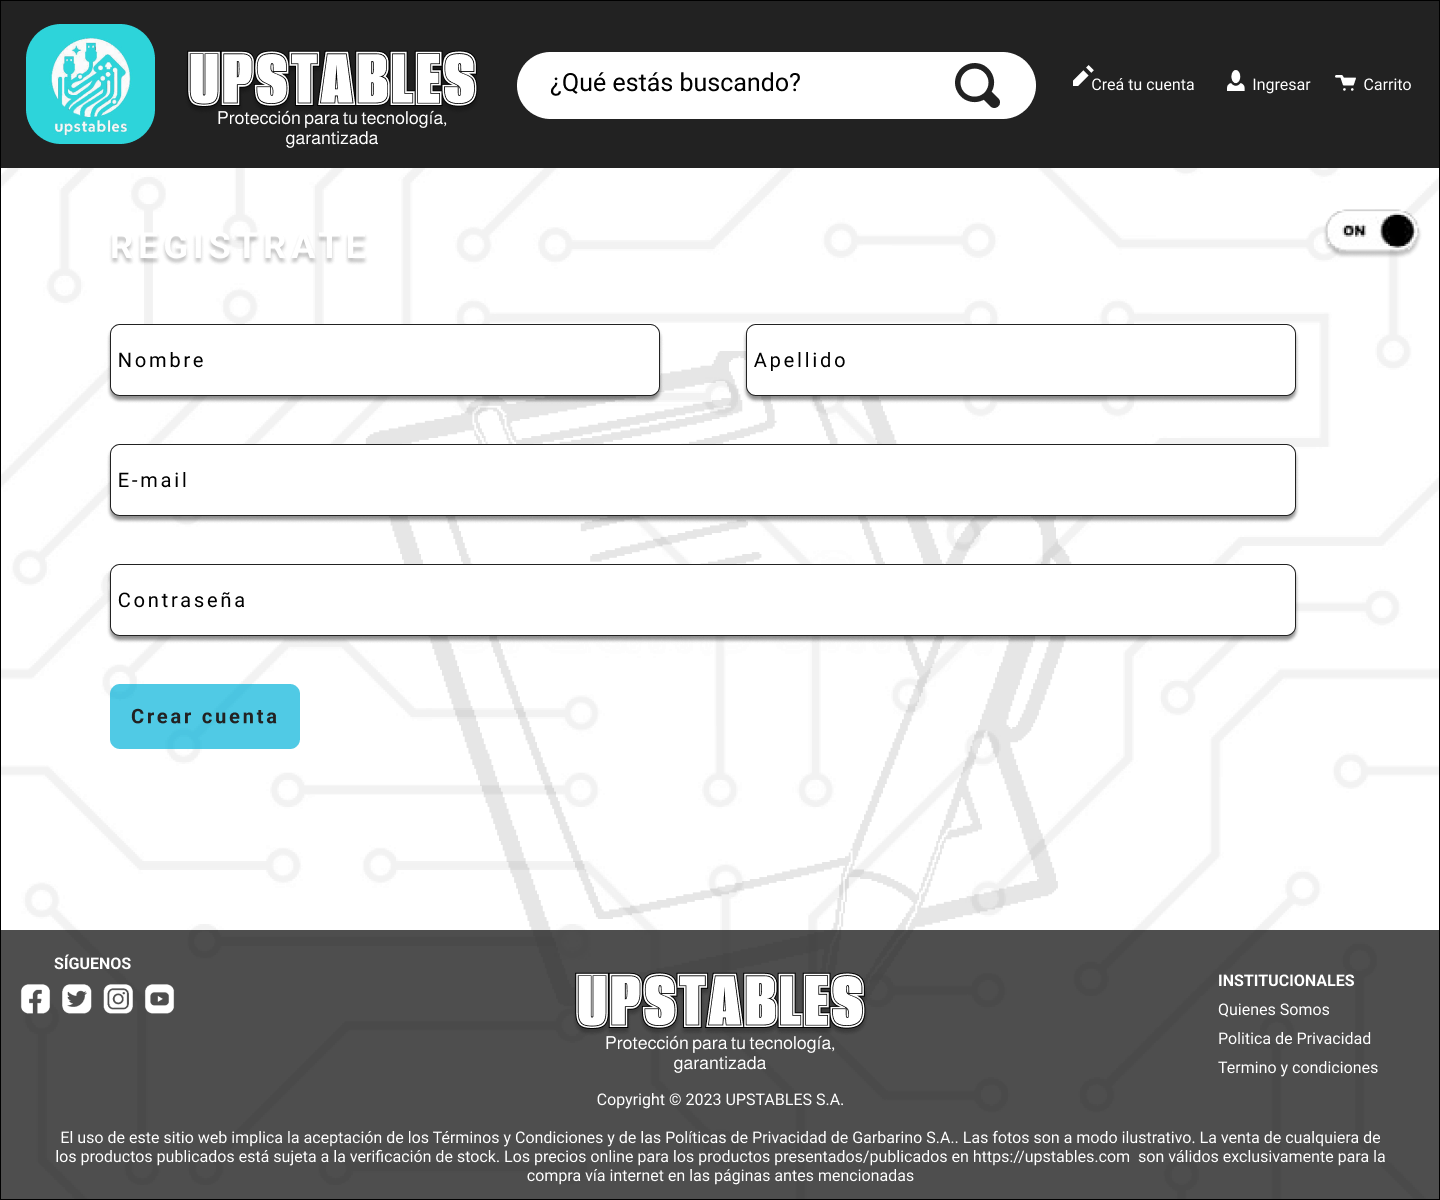 upstables
UPSTABLES
Protección para tu tecnología,
garantizada
¿Qué estás buscando?
Creá tu cuenta
Ingresar
Carrito
REGISTRATE
ON
Nombre
Apellido
E-mail
Contraseña
Crear cuenta
SÍGUENOS
UPSTABLES
Protección para tu tecnología,
garantizada
Copyright © 2023 UPSTABLES S.A.
INSTITUCIONALES
Quienes Somos
Politica de Privacidad
Termino y condiciones
El uso de este sitio web implica la aceptación de los Términos y Condiciones y de las Políticas de Privacidad de Garbarino S.A.. Las fotos son a modo ilustrativo. La venta de cualquiera de
los productos publicados está sujeta a la verificación de stock. Los precios online para los productos presentados/publicados en https://upstables.com son válidos exclusivamente para la
compra vía internet en las páginas antes mencionadas